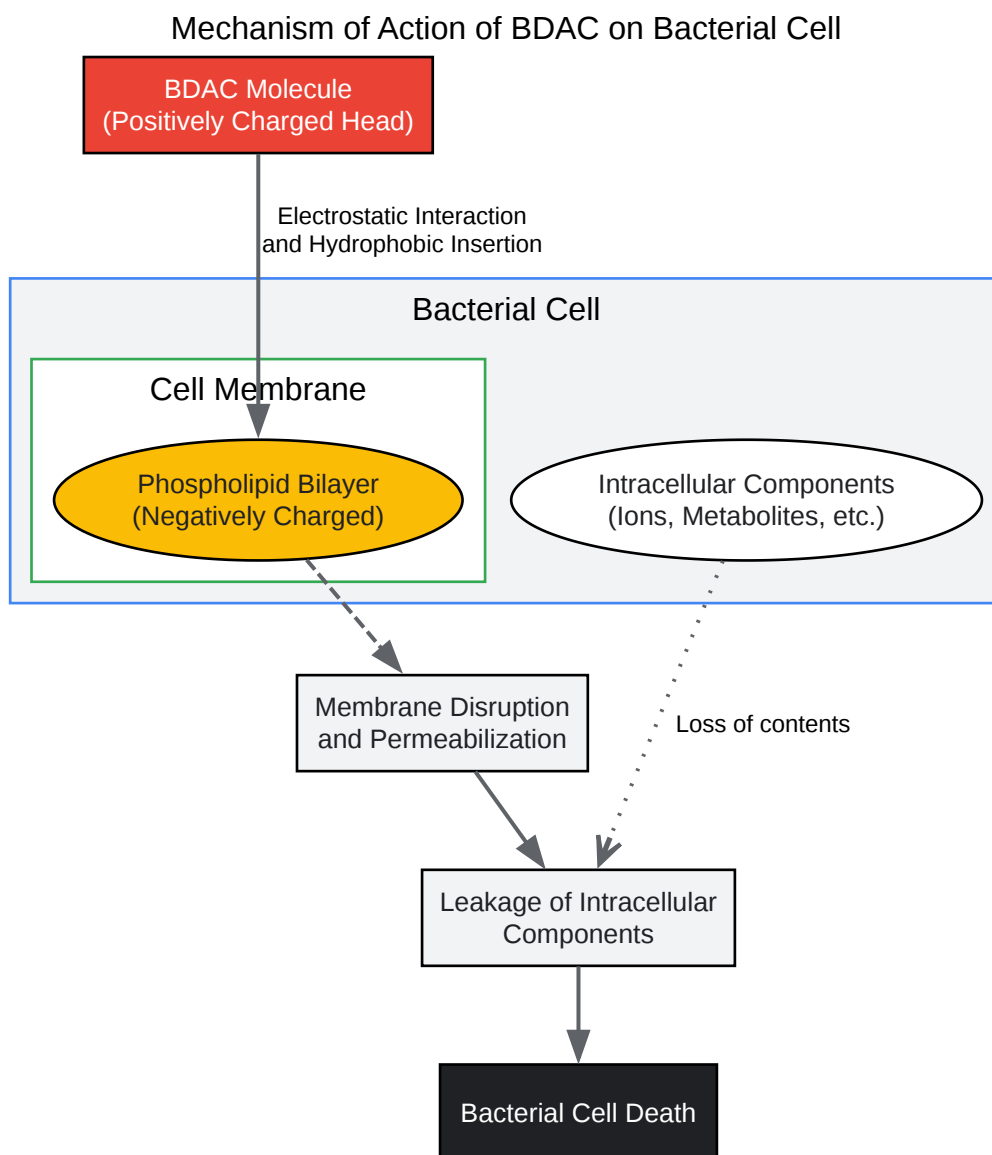 Mechanism of Action of BDAC on Bacterial Cell
BDAC Molecule
(Positively Charged Head)
Electrostatic Interaction
and Hydrophobic Insertion
Bacterial Cell
Cell Membrane
Phospholipid Bilayer
(Negatively Charged)
Intracellular Components
(Ions, Metabolites, etc.)
Membrane Disruption
and Permeabilization
Loss of contents
Leakage of Intracellular
Components
Bacterial Cell Death